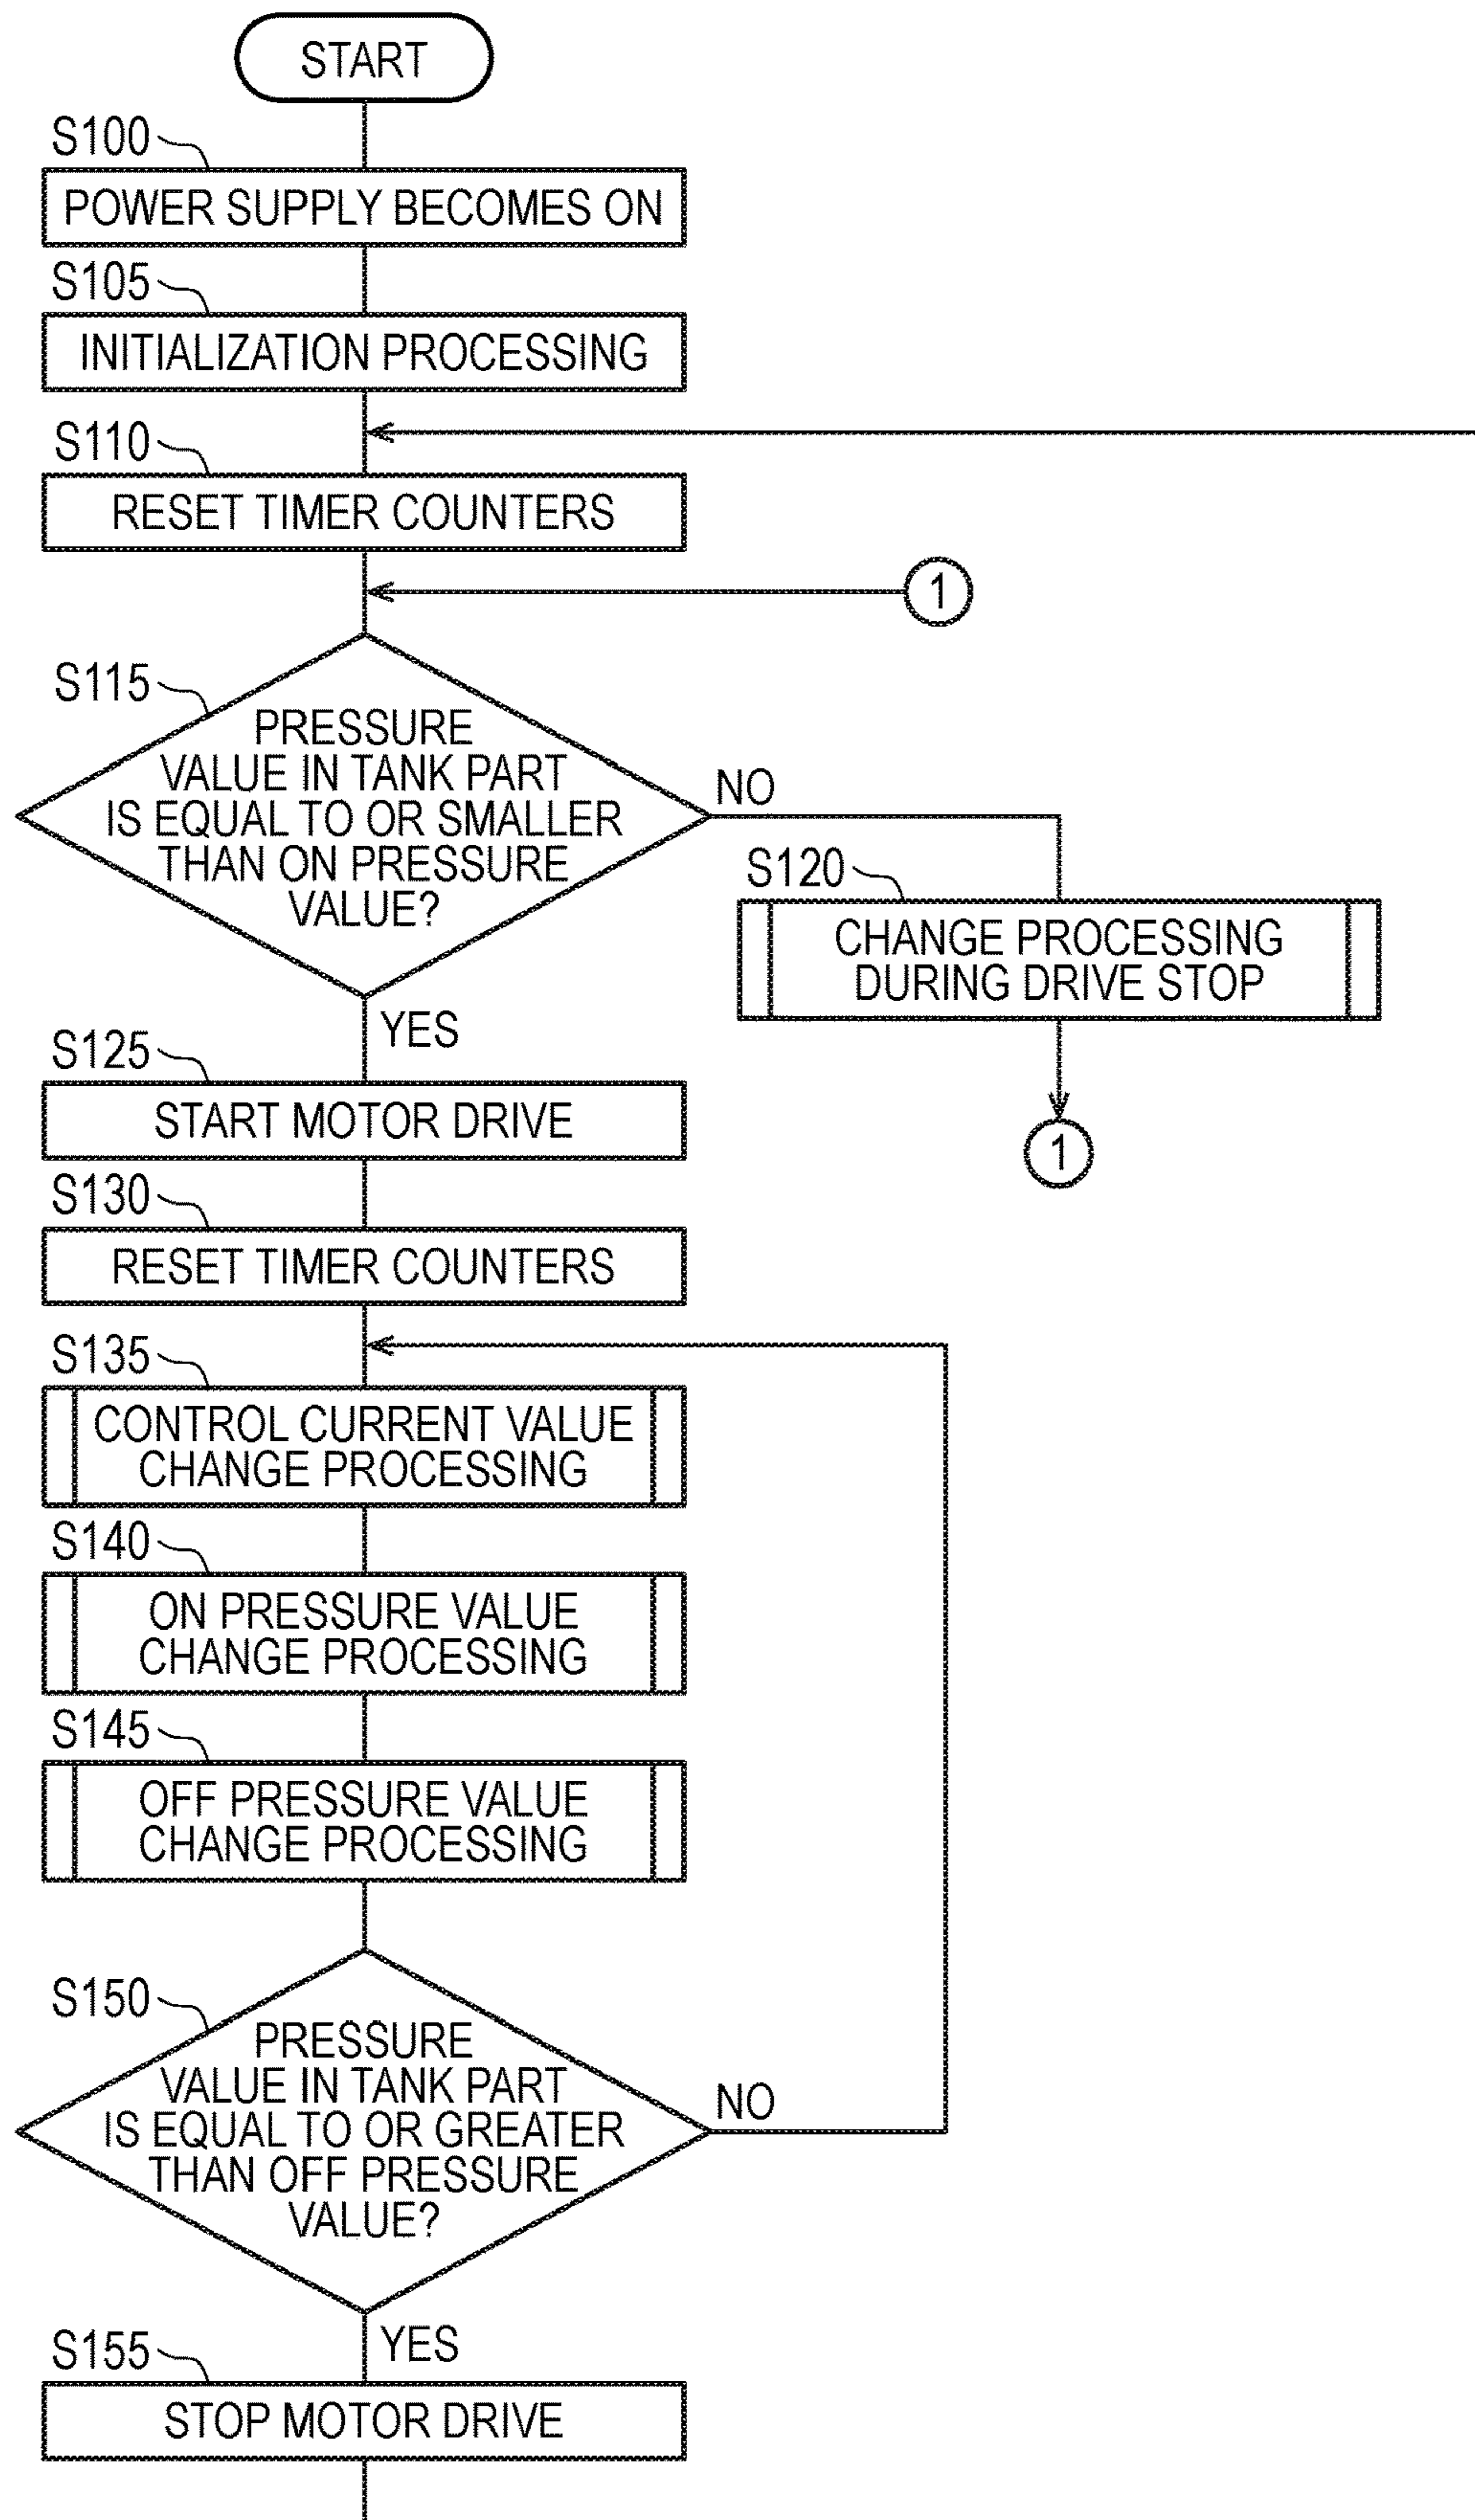 START
S100
POWER SUPPLY BECOMES ON
S105
INITIALIZATION PROCESSING
S110
RESET TIMER COUNTERS
1
S115
PRESSURE
VALUE IN TANK PART
IS EQUAL TO OR SMALLER
THAN ON PRESSURE
VALUE?
NO
S120
CHANGE PROCESSING
DURING DRIVE STOP
1
YES
S125
START MOTOR DRIVE
S130
RESET TIMER COUNTERS
S135
CONTROL CURRENT VALUE
CHANGE PROCESSING
S140
ON PRESSURE VALUE
CHANGE PROCESSING
S145
OFF PRESSURE VALUE
CHANGE PROCESSING
S150
PRESSURE
VALUE IN TANK PART
IS EQUAL TO OR GREATER
THAN OFF PRESSURE
VALUE?
NO
YES
S155
STOP MOTOR DRIVE